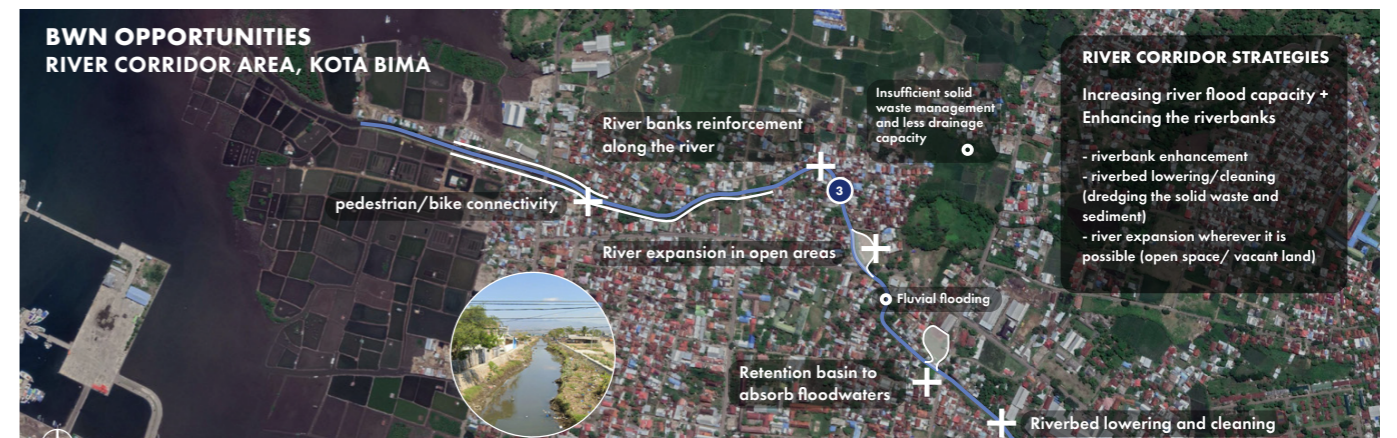 BWN OPPORTUNITIES
RIVER CORRIDOR AREA, KOTA BIMA
RIVER CORRIDOR STRATEGIES
Increasing river flood capacity +
Enhancing the riverbanks
- riverbank enhancement
- riverbed lowering/cleaning
(dredging the solid waste and
sediment)
- river expansion wherever it is
possible (open space/ vacant land)
Insufficient solid
waste management
and less drainage
capacity
River banks reinforcement
along the river
3
pedestrian/bike connectivity
River expansion in open areas
Fluvial flooding
Retention basin to
absorb floodwaters
Riverbed lowering and cleaning